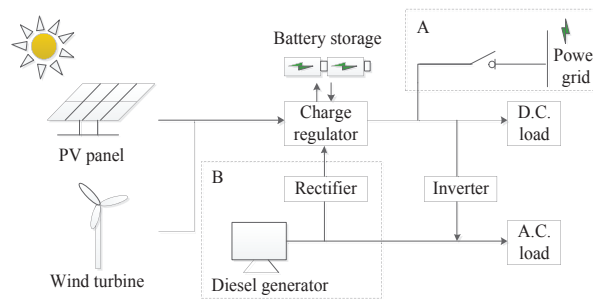 A
Battery storage
Powe
grid
Charge
regulator
D.C.
load
PV panel
B
Rectifier
Inverter
A.C.
load
Wind turbine
Diesel generator